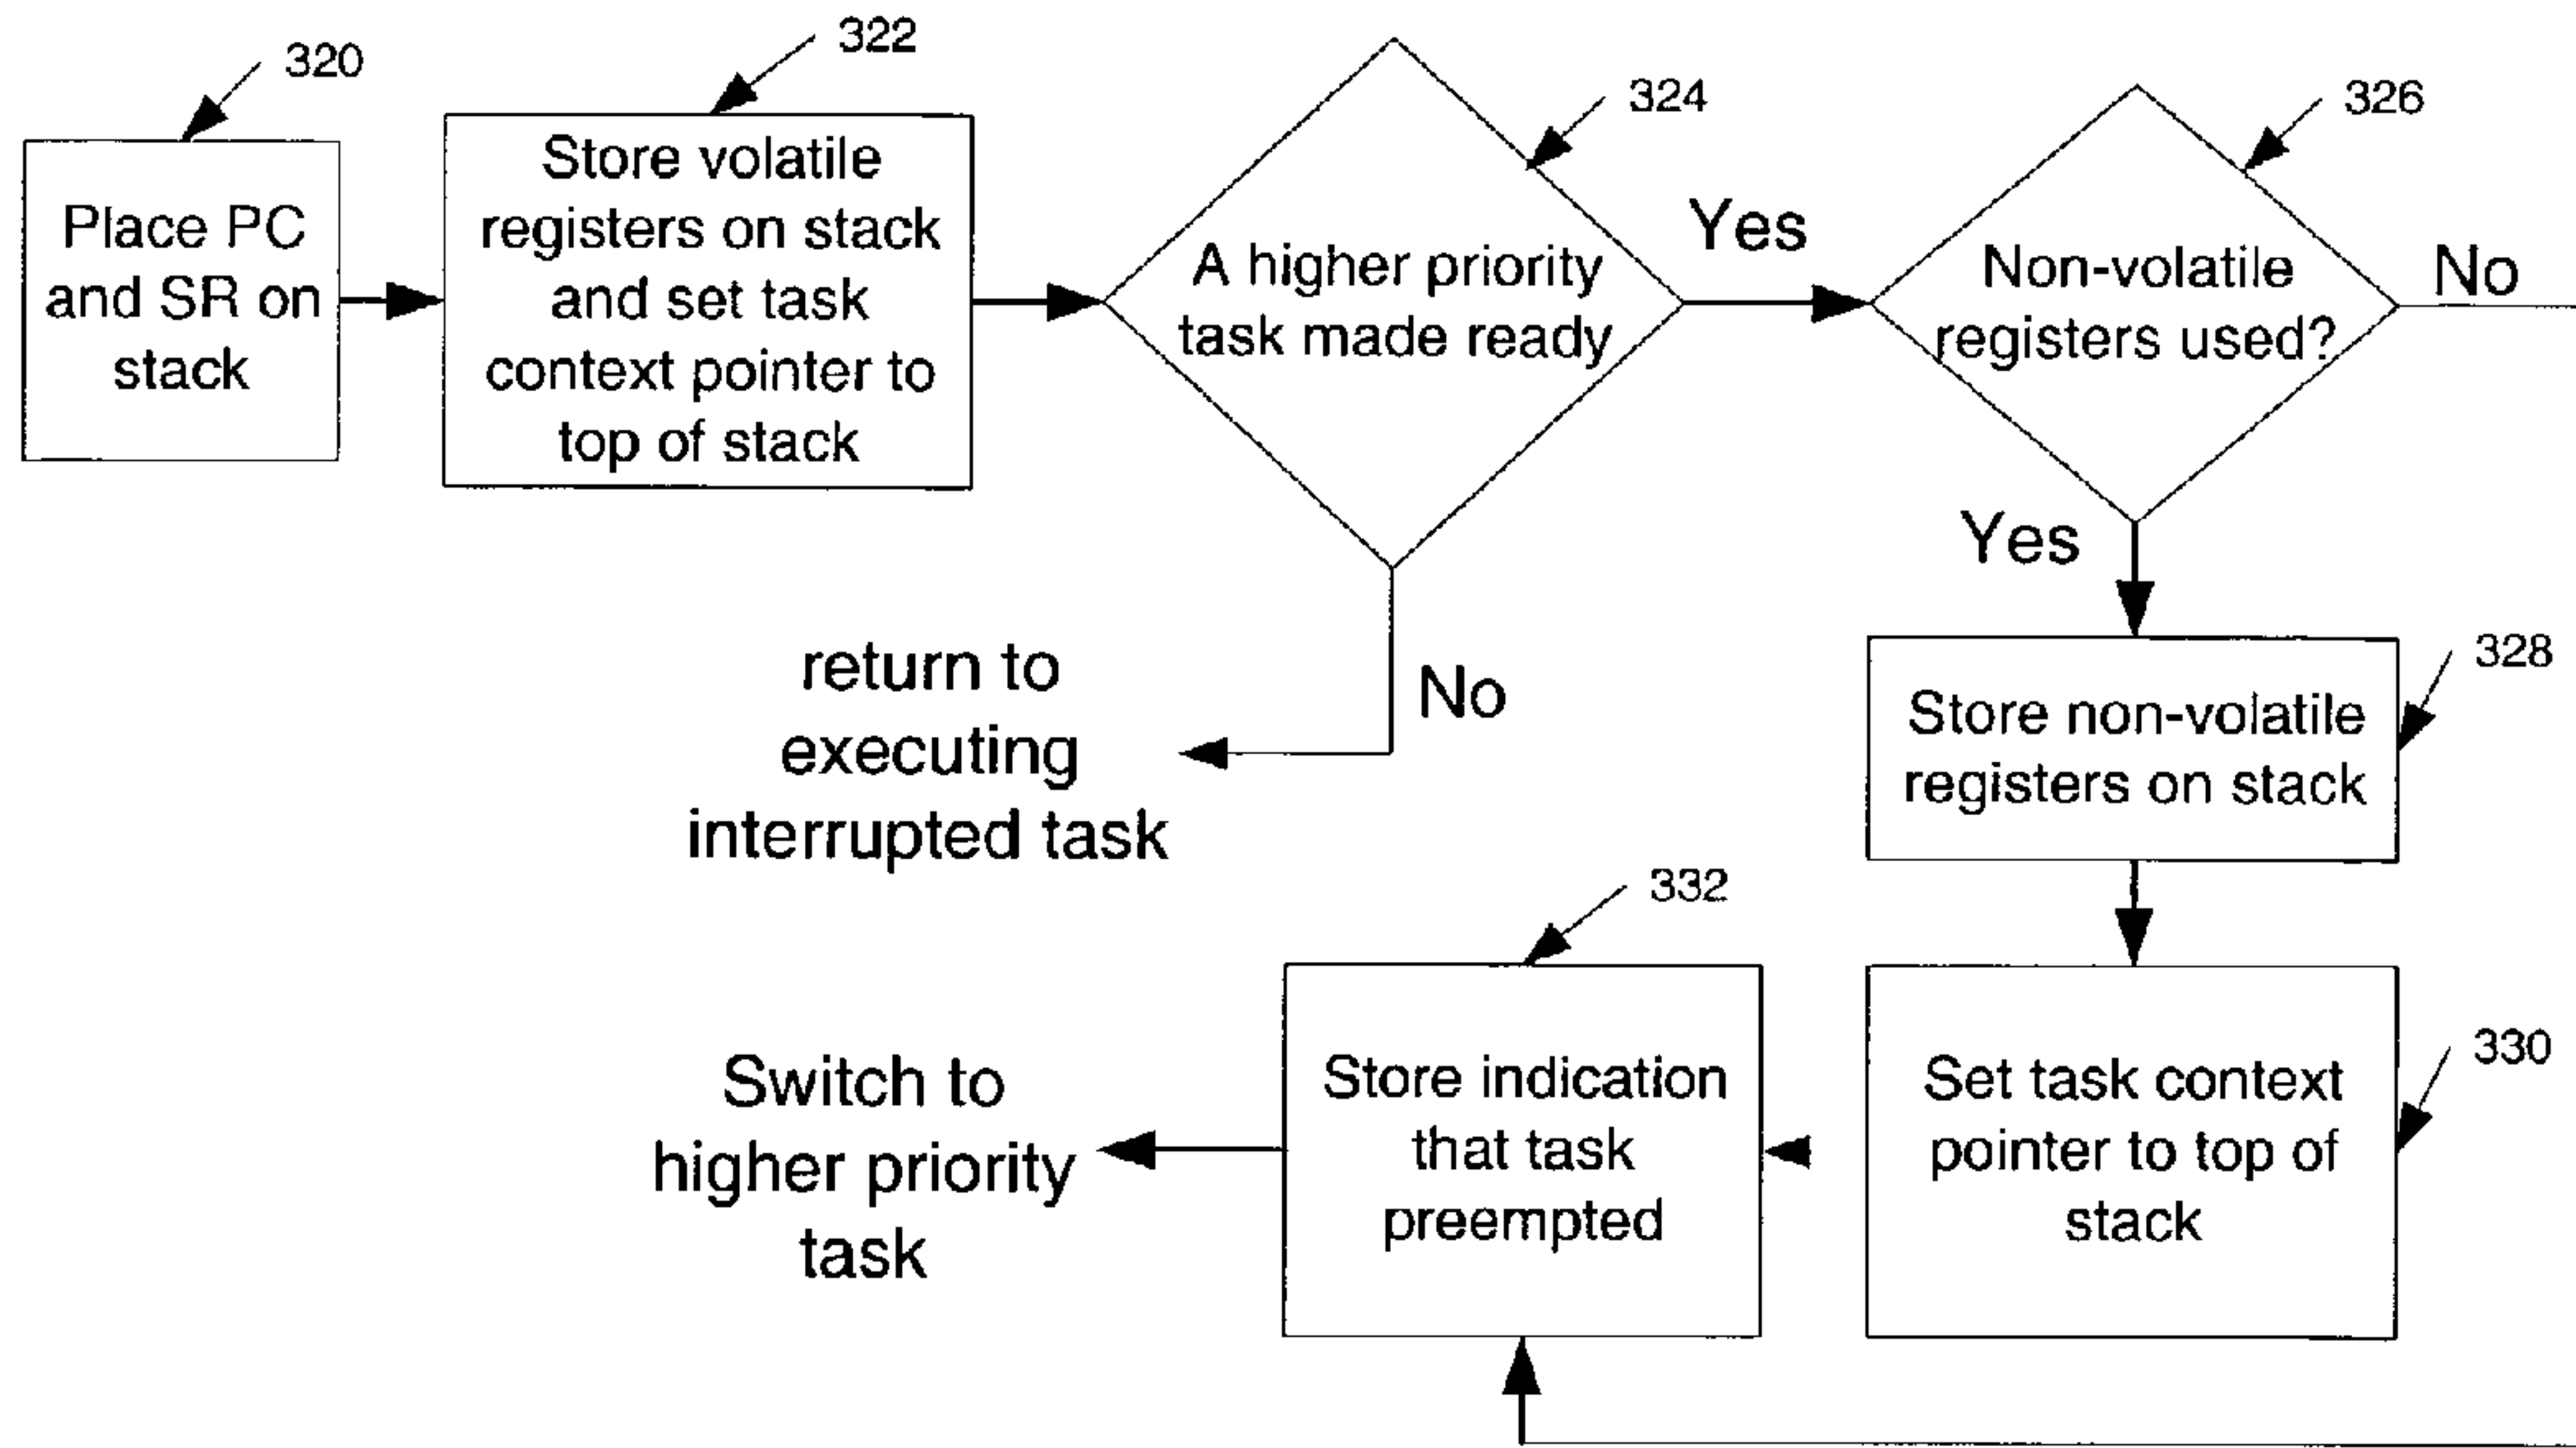 320
Place PC
and SR on
stack
322
Store volatile
registers on stack
and set task
context pointer to
top of stack
324
A higher priority
task made ready
Yes
326
Non-volatile
registers used?
No
Yes
No
return to
executing
interrupted task
328
Store non-volatile
registers on stack
330
Set task context
pointer to top of
stack
332
Store indication
that task
preempted
Switch to
higher priority
task